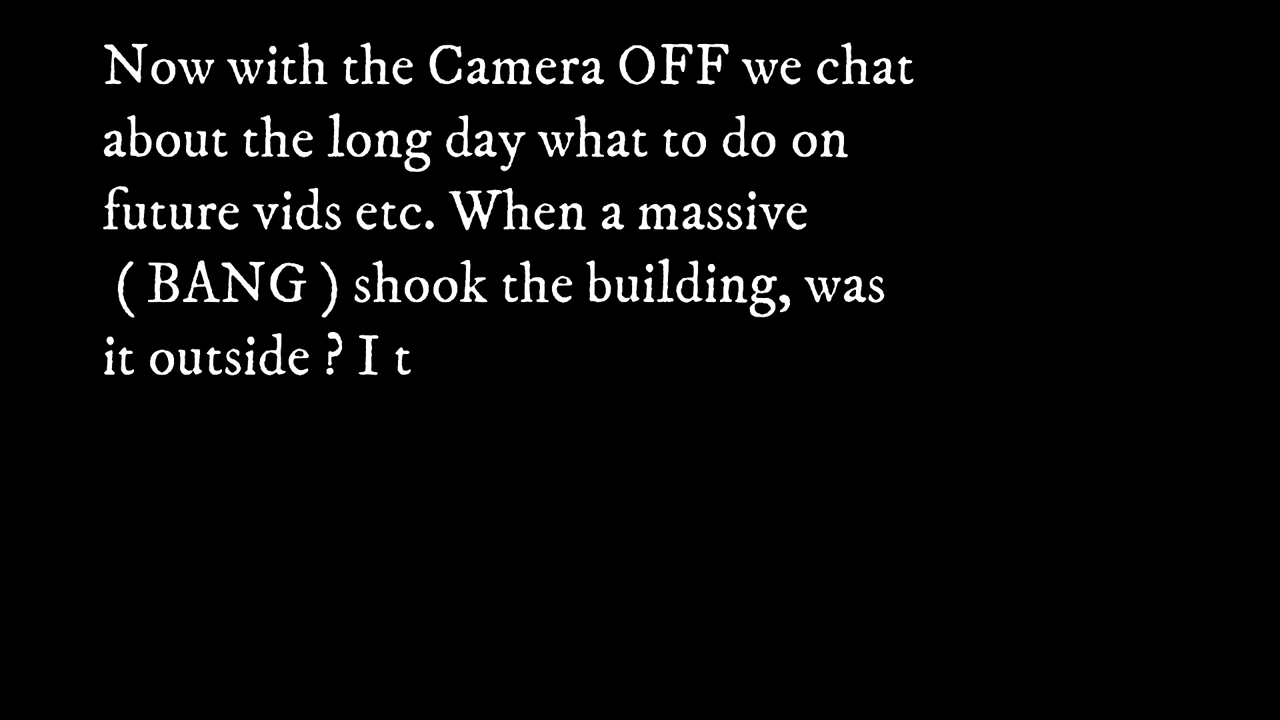 Now with the Camera OFF we chat
about the long day what to do on
future vids etc. When a massive
( BANG ) shook the building, was
it outside ? I t